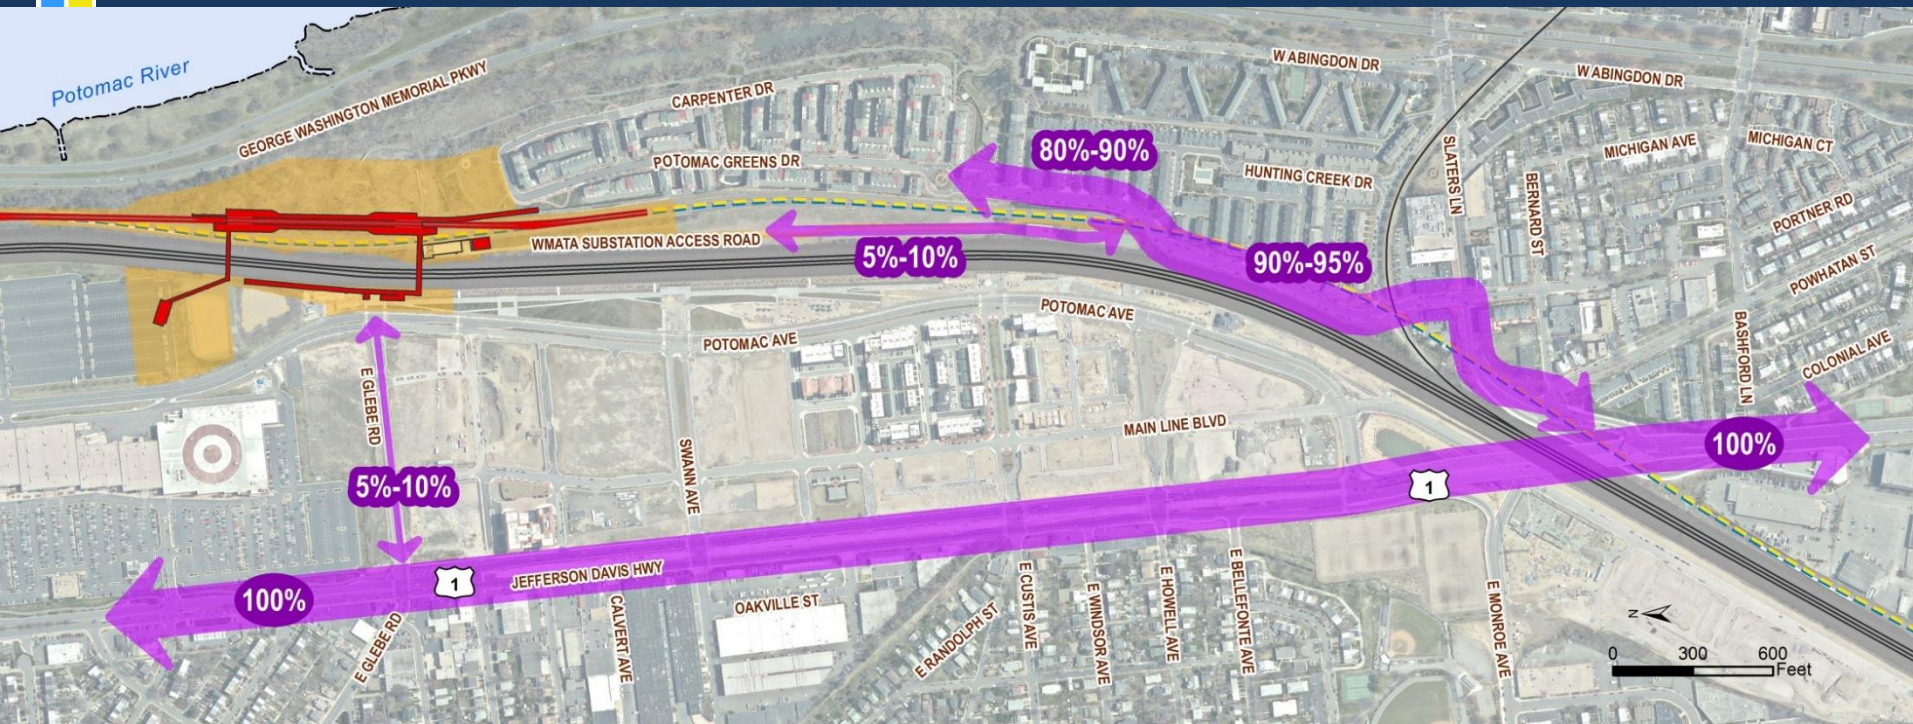 Potomac River
GEORGE WASHINGTON MEMORIAL PKWY
CARPENTER DR
POTOMAC GREENS DR
W ABINGDON DR
W ABINGDON DR
80%-90%
HUNTING CREEK DR
SLATERS LN
BERNARD ST
MICHIGAN AVE
MICHIGAN CT
PORTNER RD
POWHATAN ST
BASHFORD LN
COLONIAL AVE
WMATA SUBSTATION ACCESS ROAD
5%-10%
90%-95%
POTOMAC AVE
POTOMAC AVE
E GLEBE RD
5%-10%
SWANN AVE
MAIN LINE BLVD
100%
1
100%
1
JEFFERSON DAVIS HWY
E GLEBE RD
CALVERT AVE
OAKVILLE ST
E RANDOLPH ST
E CUSTIS AVE
E WINDSOR AVE
E HOWELL AVE
E BELLEFONTE AVE
E MONROE AVE
N
0 300 600
Feet